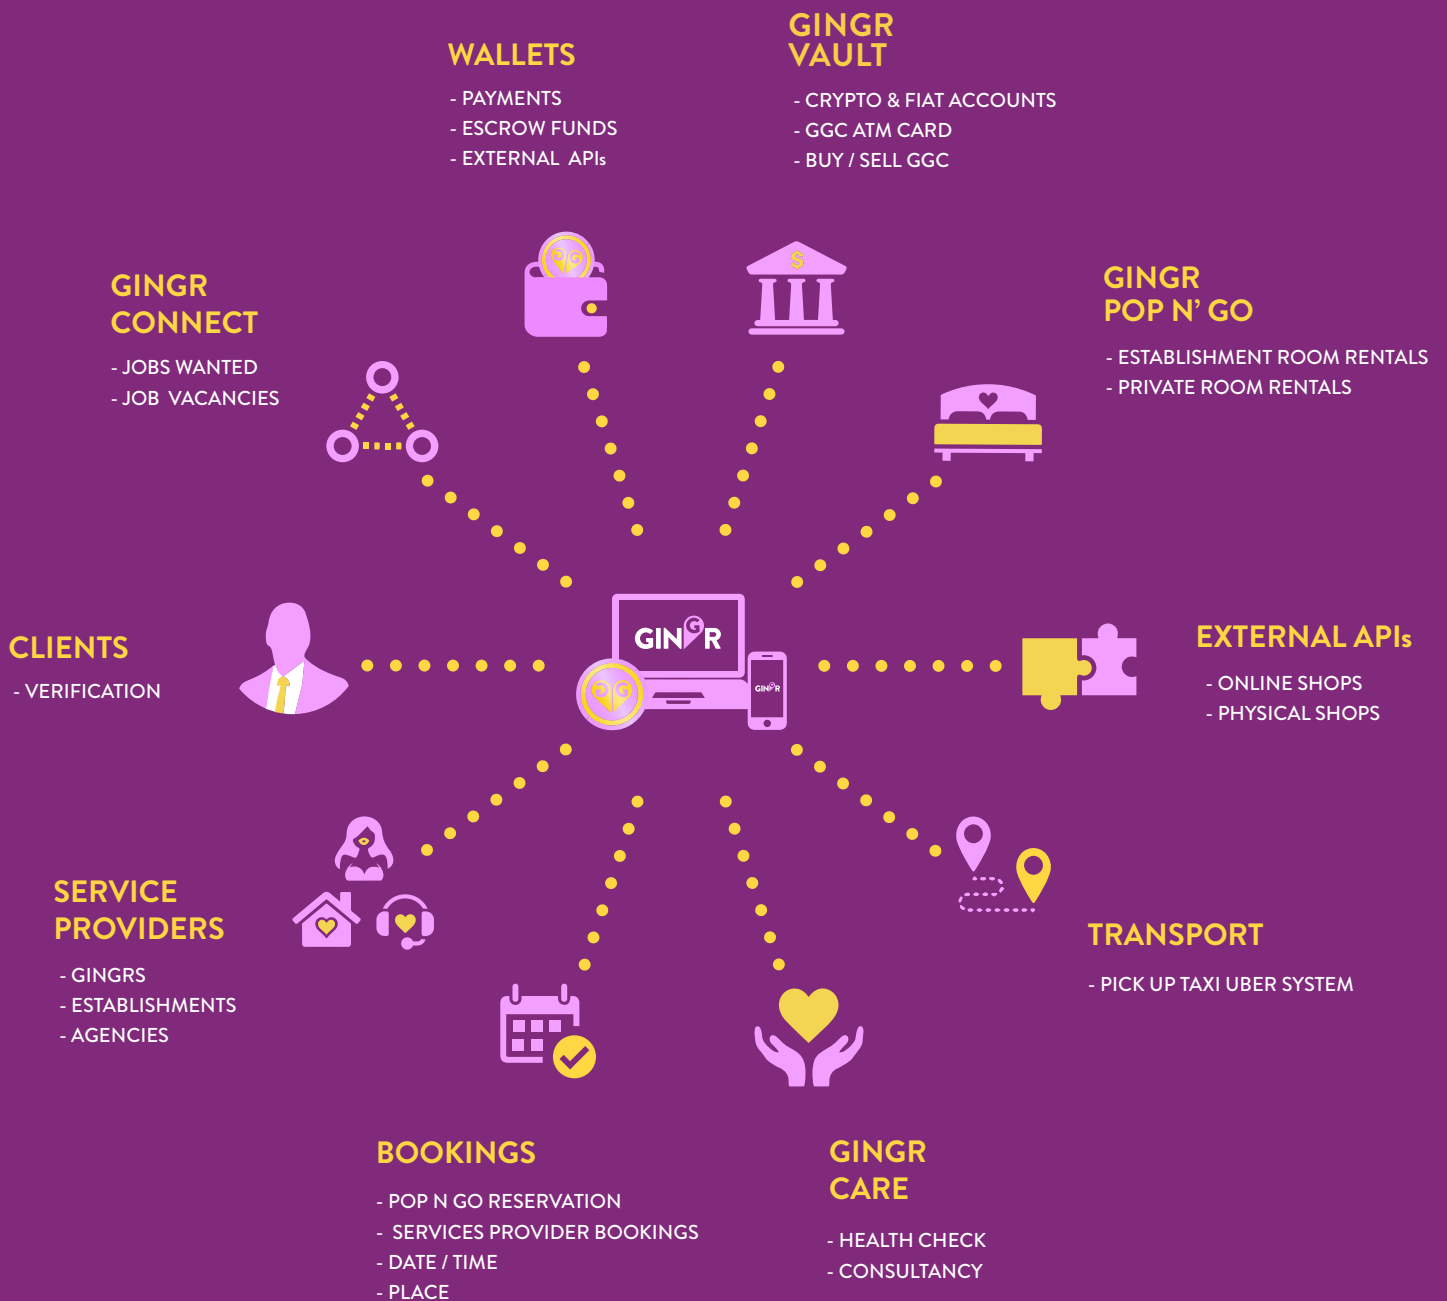 WALLETS
- PAYMENTS
- ESCROW FUNDS
- EXTERNAL APIs
GINGR
VAULT
- CRYPTO & FIAT ACCOUNTS
- GGC ATM CARD
- BUY / SELL GGC
GINGR
CONNECT
- JOBS WANTED
- JOB VACANCIES
$
GINGR
POP N’ GO
- ESTABLISHMENT ROOM RENTALS
- PRIVATE ROOM RENTALS
CLIENTS
- VERIFICATION
GINGR
GINGR
EXTERNAL APIs
- ONLINE SHOPS
- PHYSICAL SHOPS
SERVICE
PROVIDERS
- GINGRS
- ESTABLISHMENTS
- AGENCIES
TRANSPORT
- PICK UP TAXI UBER SYSTEM
BOOKINGS
- POP N GO RESERVATION
- SERVICES PROVIDER BOOKINGS
- DATE / TIME
- PLACE
GINGR
CARE
- HEALTH CHECK
- CONSULTANCY